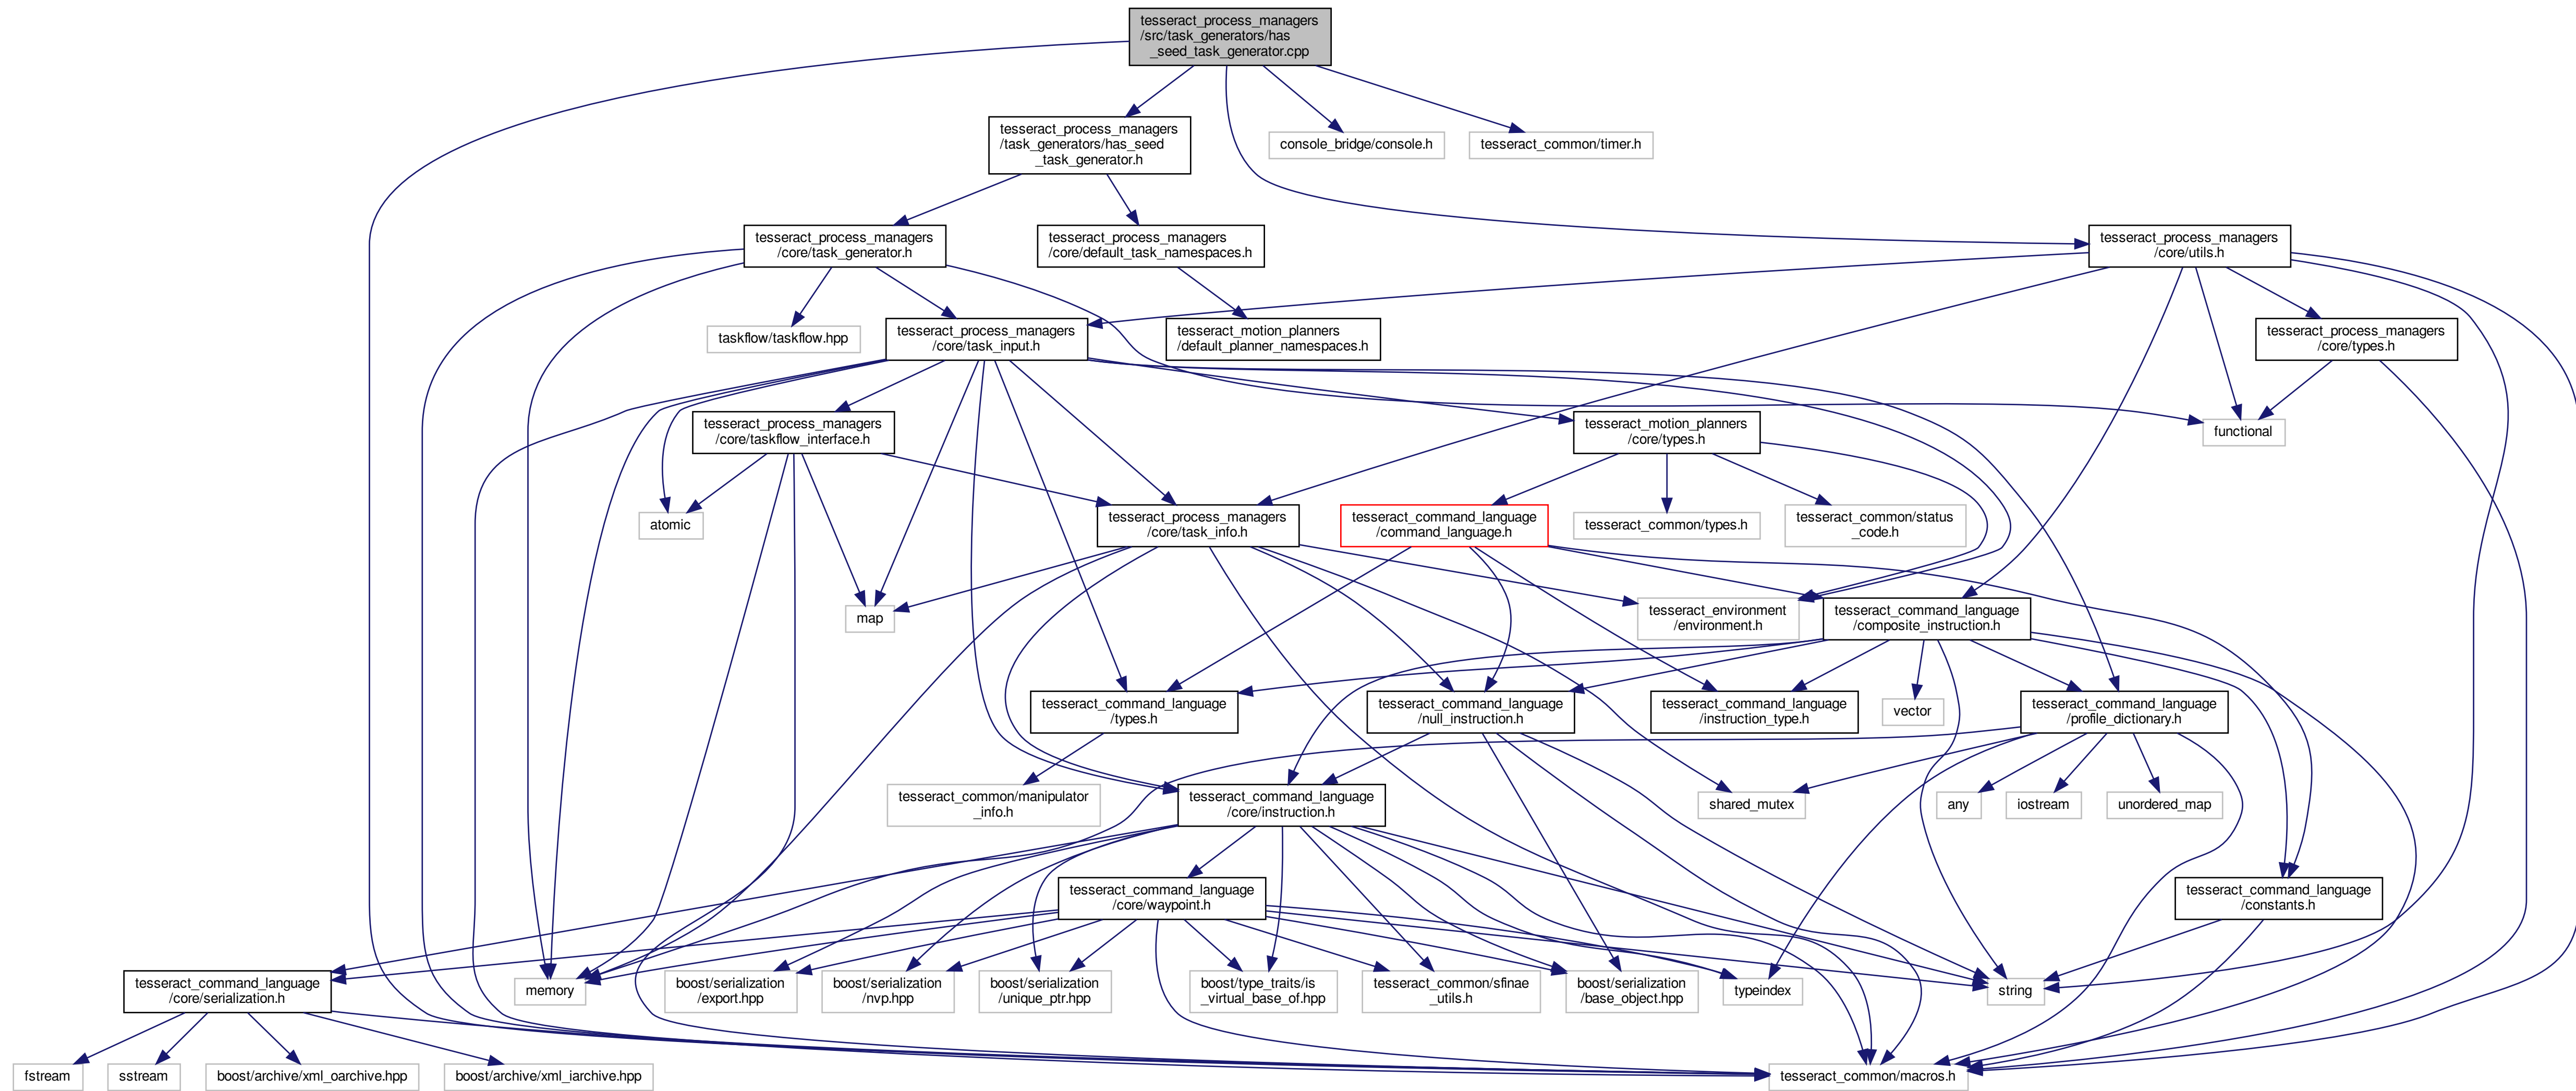 tesseract_process_managers
/src/task_generators/has
_seed_task_generator.cpp
tesseract_process_managers
/task_generators/has_seed
_task_generator.h
console_bridge/console.h
tesseract_common/timer.h
tesseract_process_managers
/core/task_generator.h
tesseract_process_managers
/core/default_task_namespaces.h
tesseract_process_managers
/core/utils.h
taskflow/taskflow.hpp
tesseract_process_managers
/core/task_input.h
tesseract_motion_planners
/default_planner_namespaces.h
tesseract_process_managers
/core/types.h
tesseract_process_managers
/core/taskflow_interface.h
tesseract_motion_planners
/core/types.h
functional
atomic
tesseract_process_managers
/core/task_info.h
tesseract_command_language
/command_language.h
tesseract_common/types.h
tesseract_common/status
_code.h
map
tesseract_environment
/environment.h
tesseract_command_language
/composite_instruction.h
tesseract_command_language
/types.h
tesseract_command_language
/null_instruction.h
tesseract_command_language
/instruction_type.h
vector
tesseract_command_language
/profile_dictionary.h
tesseract_common/manipulator
_info.h
tesseract_command_language
/core/instruction.h
shared_mutex
any
iostream
unordered_map
tesseract_command_language
/core/waypoint.h
tesseract_command_language
/constants.h
tesseract_command_language
/core/serialization.h
memory
boost/serialization
/export.hpp
boost/serialization
/nvp.hpp
boost/serialization
/unique_ptr.hpp
boost/type_traits/is
_virtual_base_of.hpp
tesseract_common/sfinae
_utils.h
boost/serialization
/base_object.hpp
typeindex
string
fstream
sstream
boost/archive/xml_oarchive.hpp
boost/archive/xml_iarchive.hpp
tesseract_common/macros.h